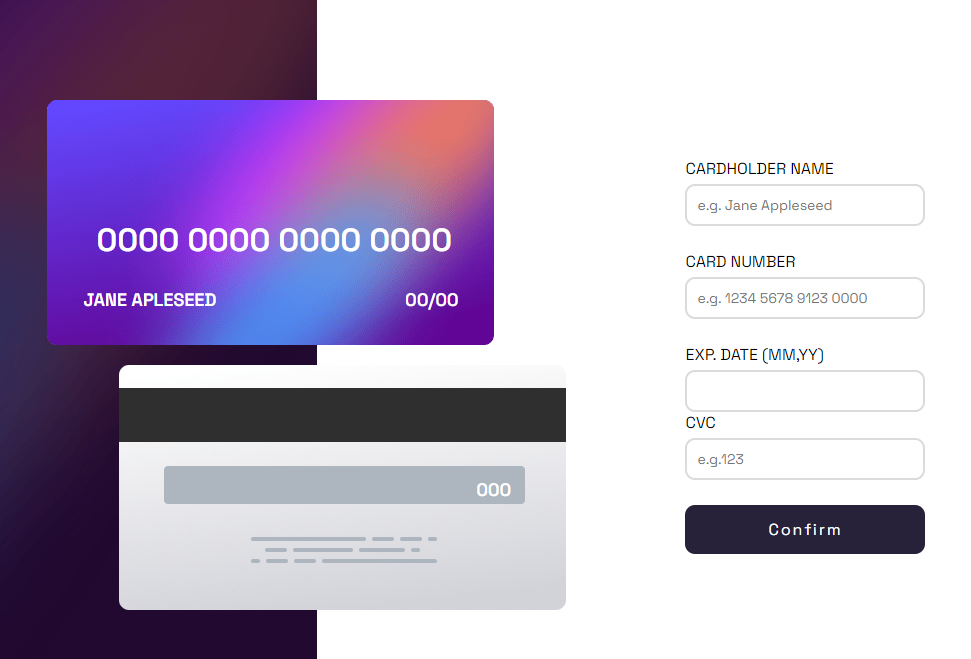 0000 0000 0000 0000
JANE APLESEED 00/00
000
CARDHOLDER NAME
e.g. Jane Appleseed
CARD NUMBER
e.g. 1234 5678 9123 0000
EXP. DATE (MM,YY)
CVC
e.g.123
Confirm